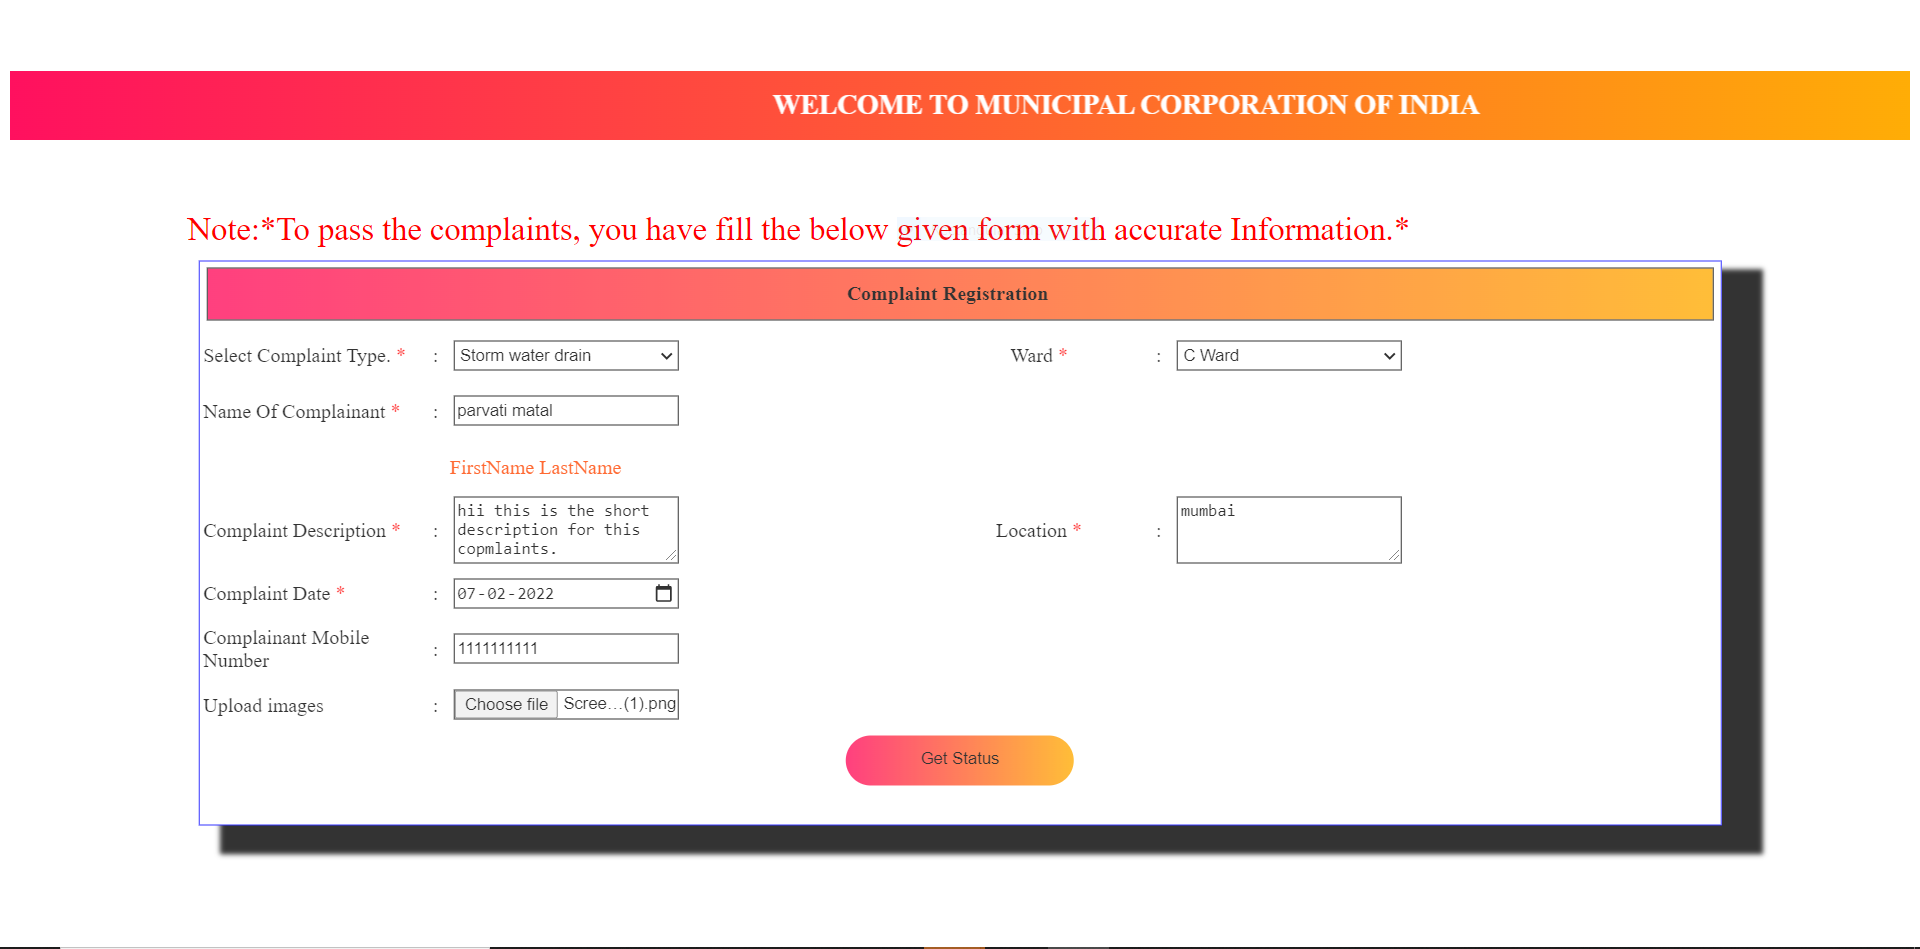 WELCOME TO MUNICIPAL CORPORATION OF INDIA
Note:*To pass the complaints, you have fill the below given form with accurate Information.*
Complaint Registration
Select Complaint Type. * : Storm water drain Ward * : C Ward
Name Of Complainant * : parvati matal
FirstName LastName
Complaint Description * : hii this is the short
description for this
copmlaints.
Location * : mumbai
Complaint Date * : 07-02-2022
Complainant Mobile
Number : 1111111111
Upload images : Choose file Scree...(1).png
Get Status